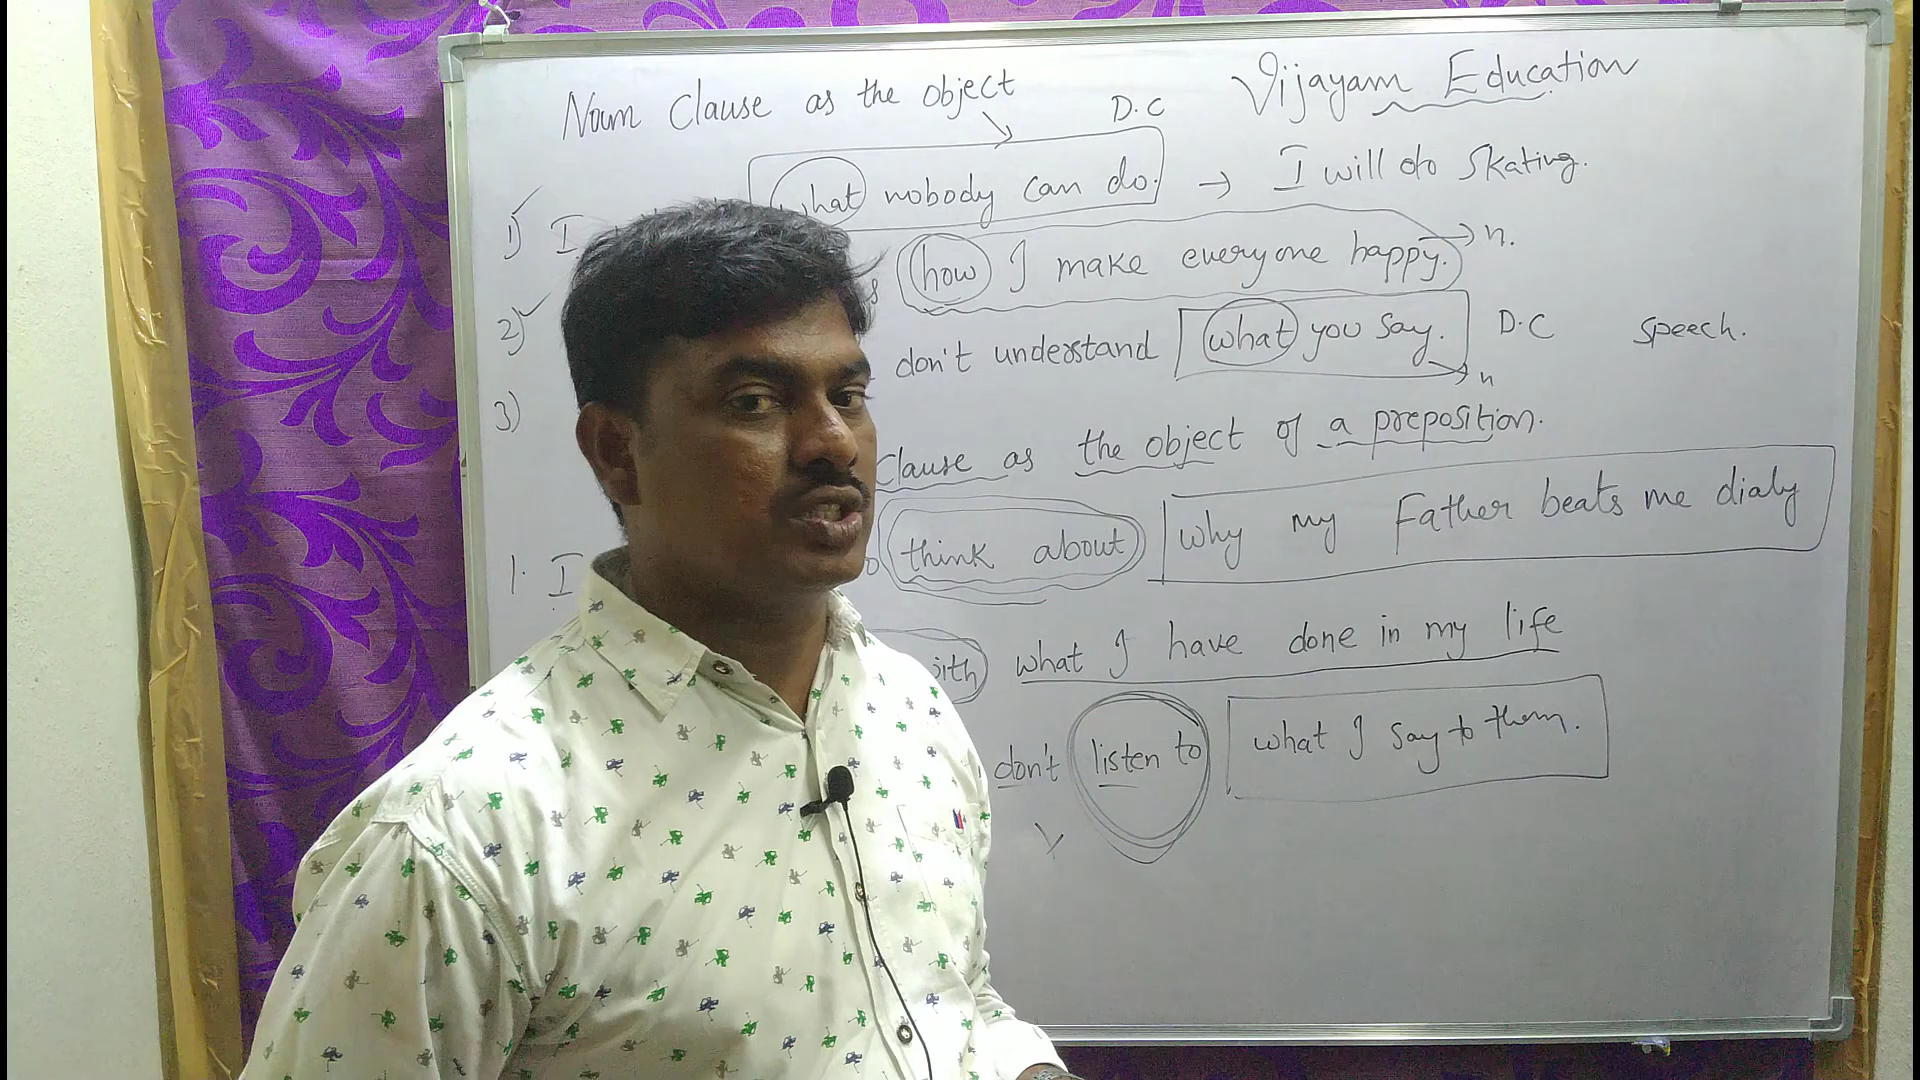 Noun Clause as the object D.C Vijayam Education
1) I what nobody can do. → I will do skating.
2) how I make everyone happy. → n.
3) don't understand what you say. D.C speech.
n
Clause as the object of a preposition.
1. I think about why my Father beats me dialy
with what I have done in my life
don't listen to what I say to them.